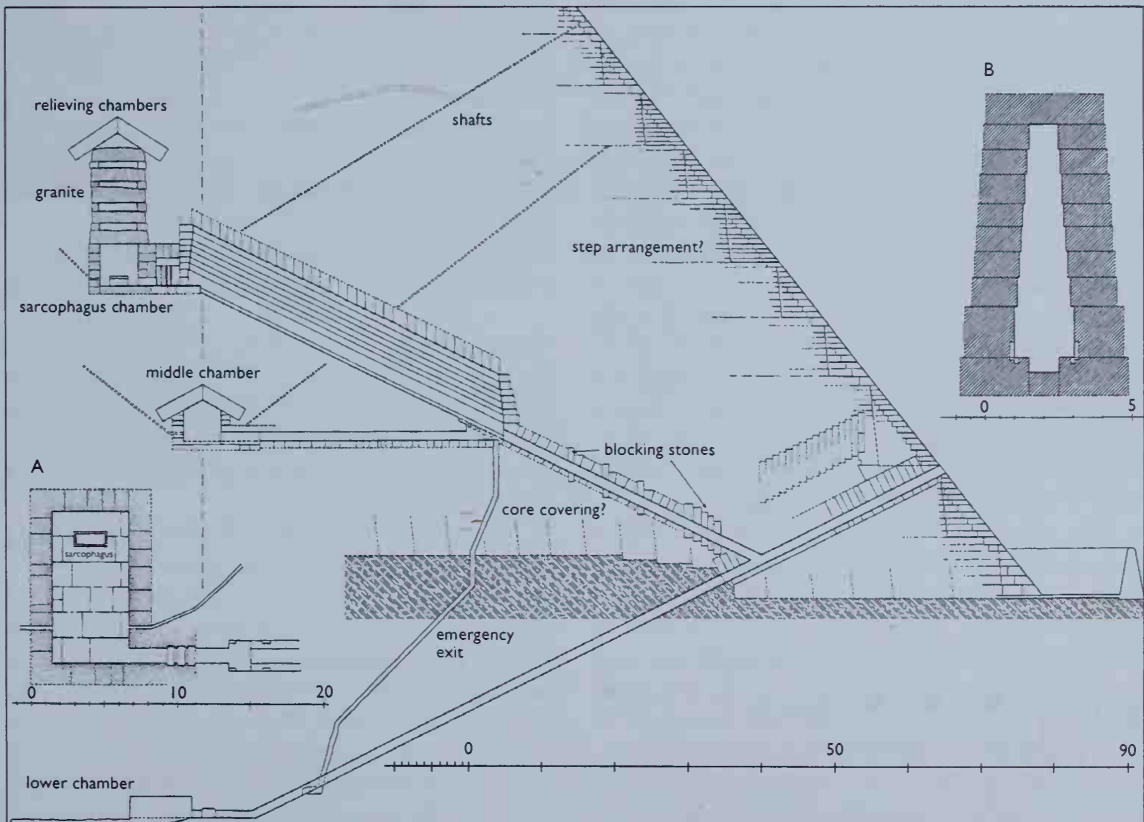 relieving chambers
granite
sarcophagus chamber
shafts
step arrangement?
B
0 5
middle chamber
blocking stones
core covering?
A
sarcophagus
emergency
exit
0 10 20
0 50 90
lower chamber